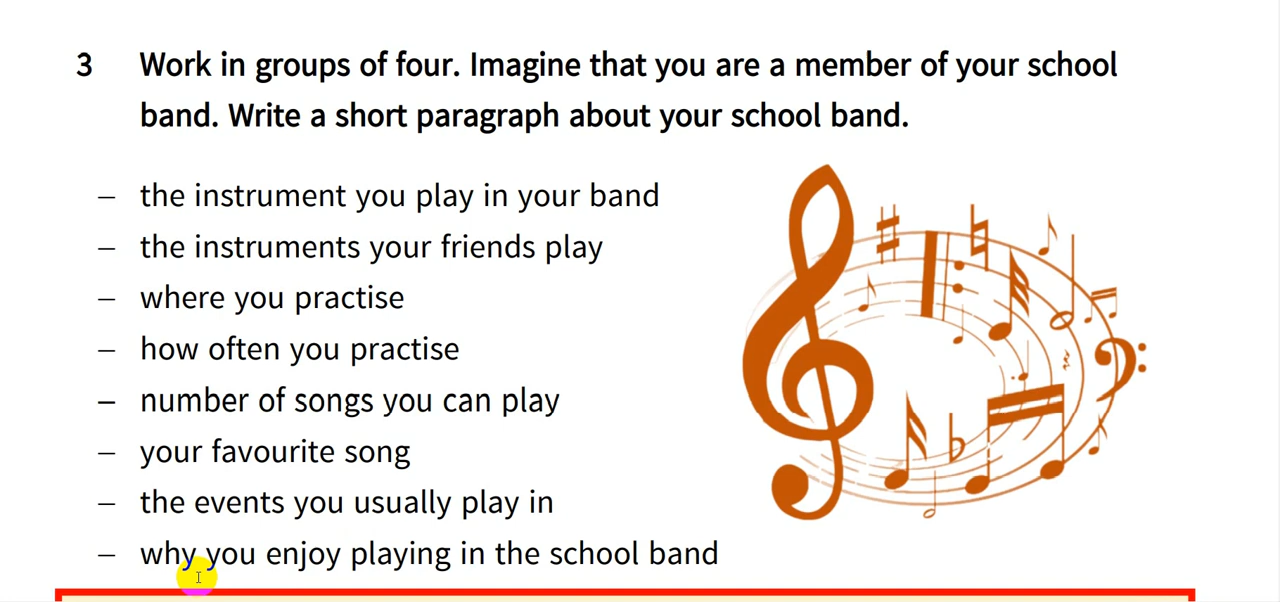 3 Work in groups of four. Imagine that you are a member of your school
band. Write a short paragraph about your school band.
– the instrument you play in your band
– the instruments your friends play
– where you practise
– how often you practise
– number of songs you can play
– your favourite song
– the events you usually play in
– why you enjoy playing in the school band